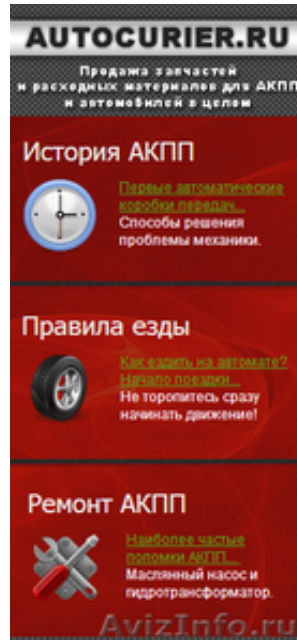 AUTOCURIER.RU
Продажа запчастей
и расходных материалов для АКПП
и автомобилей в целом
История АКПП
Первые автоматические
коробки передач...
Способы решения
проблемы механики.
Правила езды
Как ездить на автомате?
Начало поездки...
Не торопитесь сразу
начинать движение!
Ремонт АКПП
Наиболее частые
поломки АКПП...
Маслянный насос и
гидротрансформатор.
AvizInfo.ru